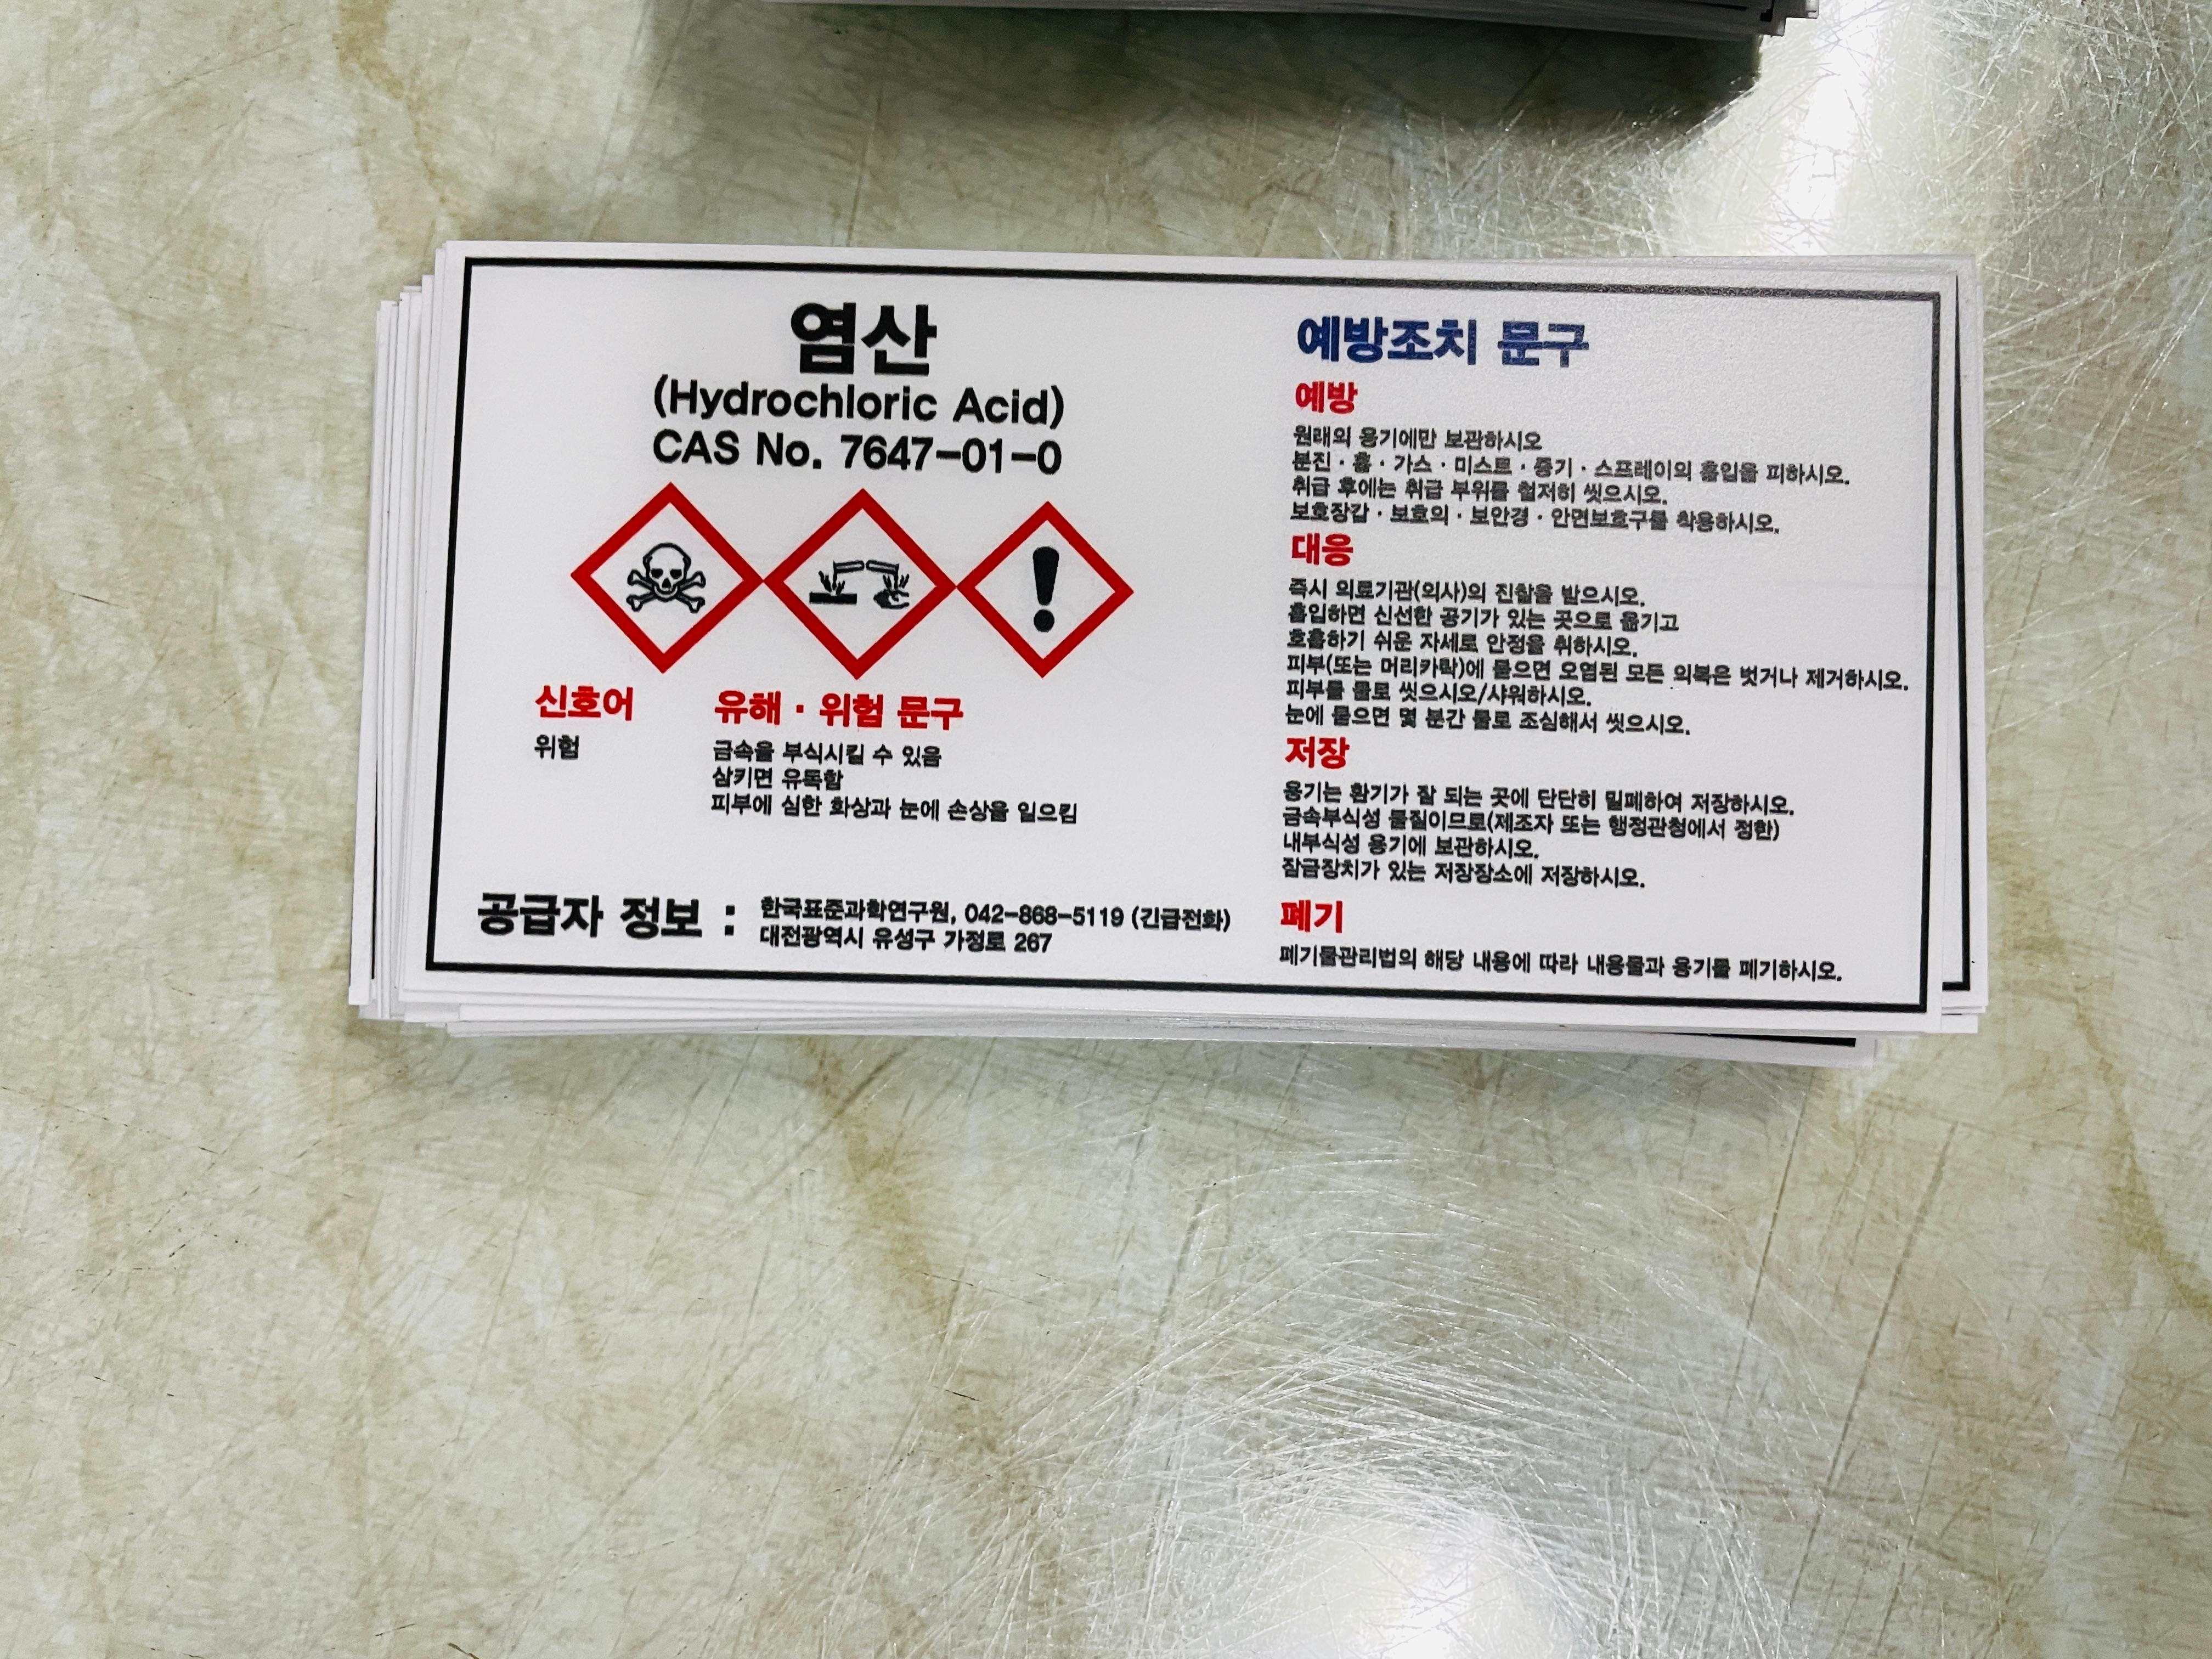 염산
(Hydrochloric Acid)
CAS No. 7647-01-0
신호어
위험
유해 · 위험 문구
금속을 부식시킬 수 있음
삼키면 유독함
피부에 심한 화상과 눈에 손상을 일으킴
공급자 정보 :
한국표준과학연구원, 042-868-5119 (긴급전화)
대전광역시 유성구 가정로 267
예방조치 문구
예방
원래의 용기에만 보관하시오
분진 · 흄 · 가스 · 미스트 · 증기 · 스프레이의 흡입을 피하시오.
취급 후에는 취급 부위를 철저히 씻으시오.
보호장갑 · 보호의 · 보안경 · 안면보호구를 착용하시오.
대응
즉시 의료기관(의사)의 진찰을 받으시오.
흡입하면 신선한 공기가 있는 곳으로 옮기고
호흡하기 쉬운 자세로 안정을 취하시오.
피부(또는 머리카락)에 묻으면 오염된 모든 의복은 벗거나 제거하시오.
피부를 물로 씻으시오/샤워하시오.
눈에 묻으면 몇 분간 물로 조심해서 씻으시오.
저장
용기는 환기가 잘 되는 곳에 단단히 밀폐하여 저장하시오.
금속부식성 물질이므로(제조자 또는 행정관청에서 정한)
내부식성 용기에 보관하시오.
잠금장치가 있는 저장장소에 저장하시오.
폐기
폐기물관리법의 해당 내용에 따라 내용물과 용기를 폐기하시오.